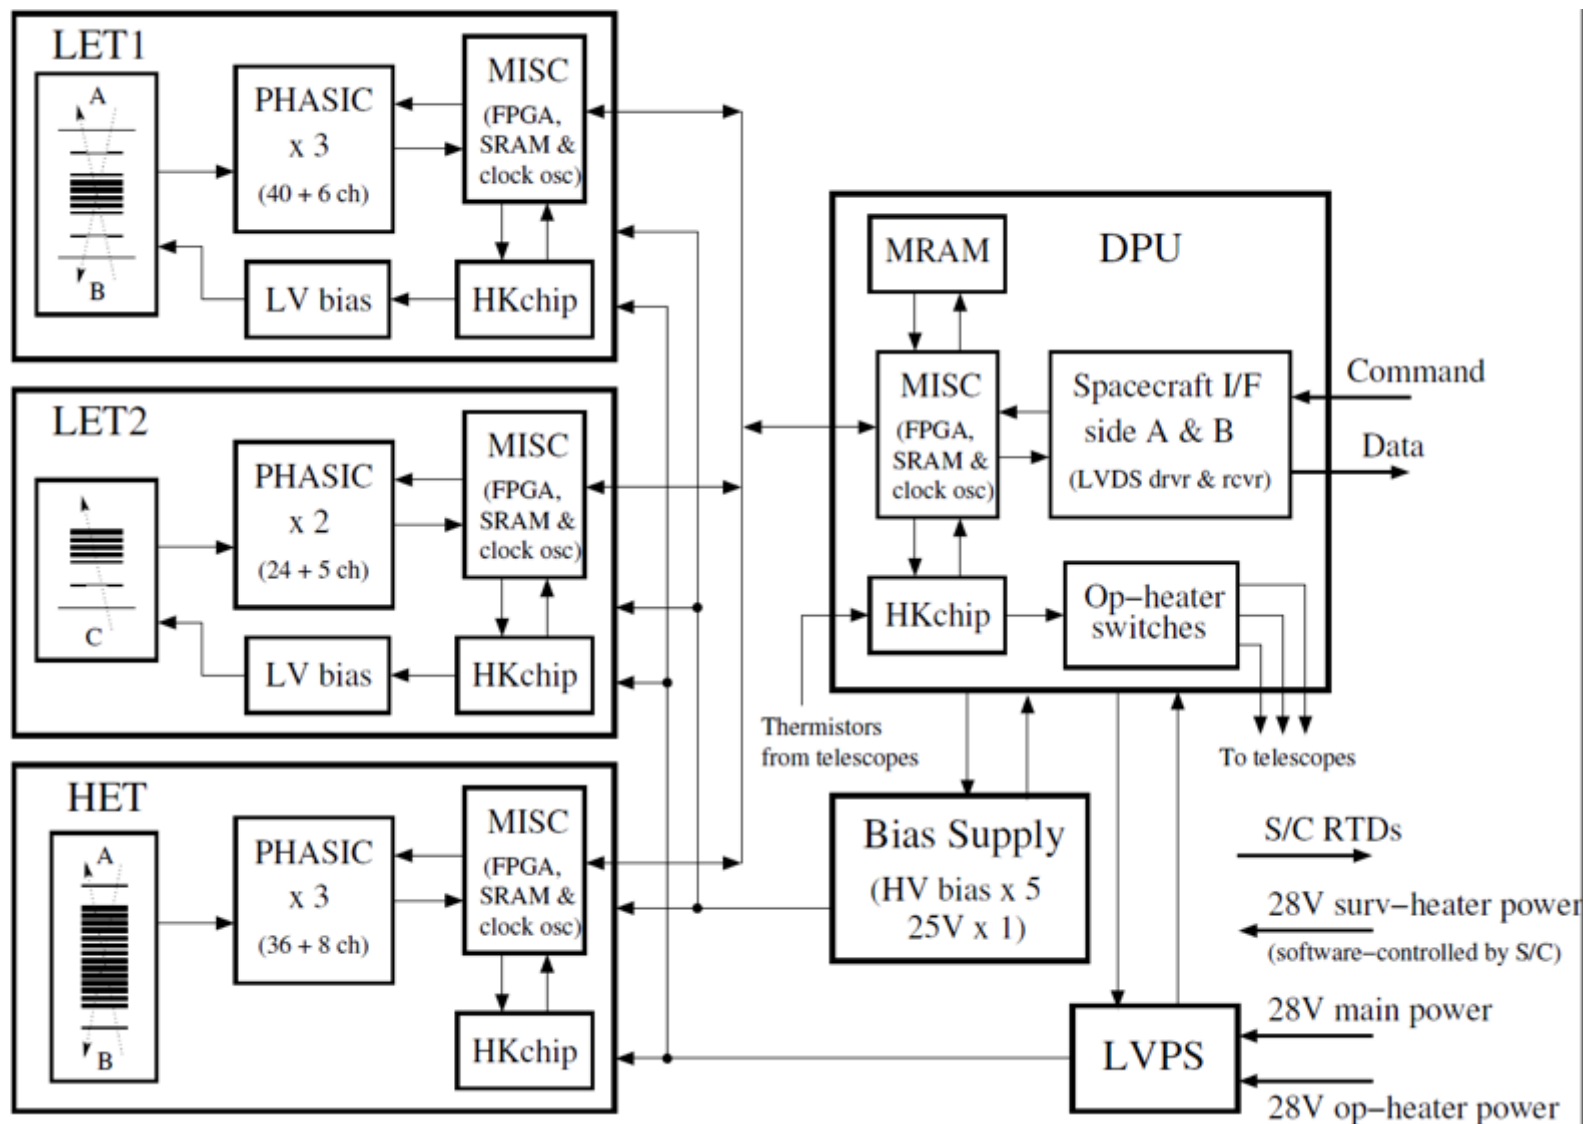 LET1
A
B
PHASIC
x 3
(40 + 6 ch)
MISC
(FPGA,
SRAM &
clock osc)
LV bias
HKchip
LET2
C
PHASIC
x 2
(24 + 5 ch)
MISC
(FPGA,
SRAM &
clock osc)
LV bias
HKchip
HET
A
B
PHASIC
x 3
(36 + 8 ch)
MISC
(FPGA,
SRAM &
clock osc)
HKchip
DPU
MRAM
MISC
(FPGA,
SRAM &
clock osc)
Spacecraft I/F
side A & B
(LVDS drvr & rcvr)
Command
Data
HKchip
Op−heater
switches
Thermistors
from telescopes
To telescopes
Bias Supply
(HV bias x 5
25V x 1)
LVPS
S/C RTDs
28V surv−heater power
(software−controlled by S/C)
28V main power
28V op−heater power